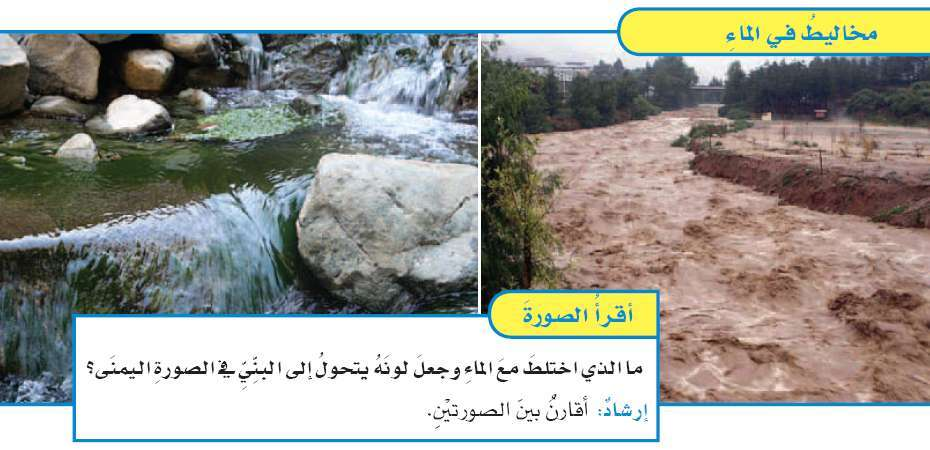 مخاليطُ في الماءِ
أقرأُ الصورةَ
ما الذي اختلطَ معَ الماءِ وجعلَ لونَهُ يتحولُ إلى البنِّيِّ في الصورةِ اليمنَى؟
إرشادٌ: أقارنُ بينَ الصورتيْنِ.